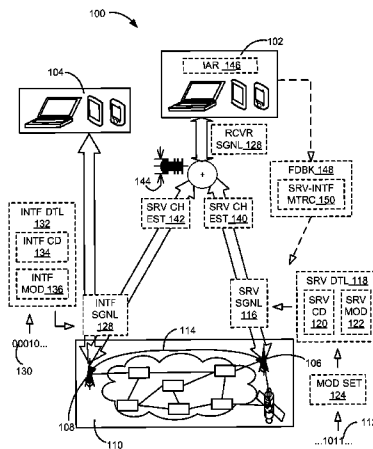 100
102
104
IAR 146
RCVR
SGNL 128
144
FDBK 148
SRV-INTF
MTRC 150
INTF DTL
132
INTF CD
134
INTF
MOD 136
SRV CH
EST 142
SRV CH
EST 140
SRV DTL 118
SRV
CD
120
SRV
MOD
122
INTF
SGNL
128
SRV
SGNL
116
00010...
130
114
106
108
110
MOD SET
124
...1011...
112